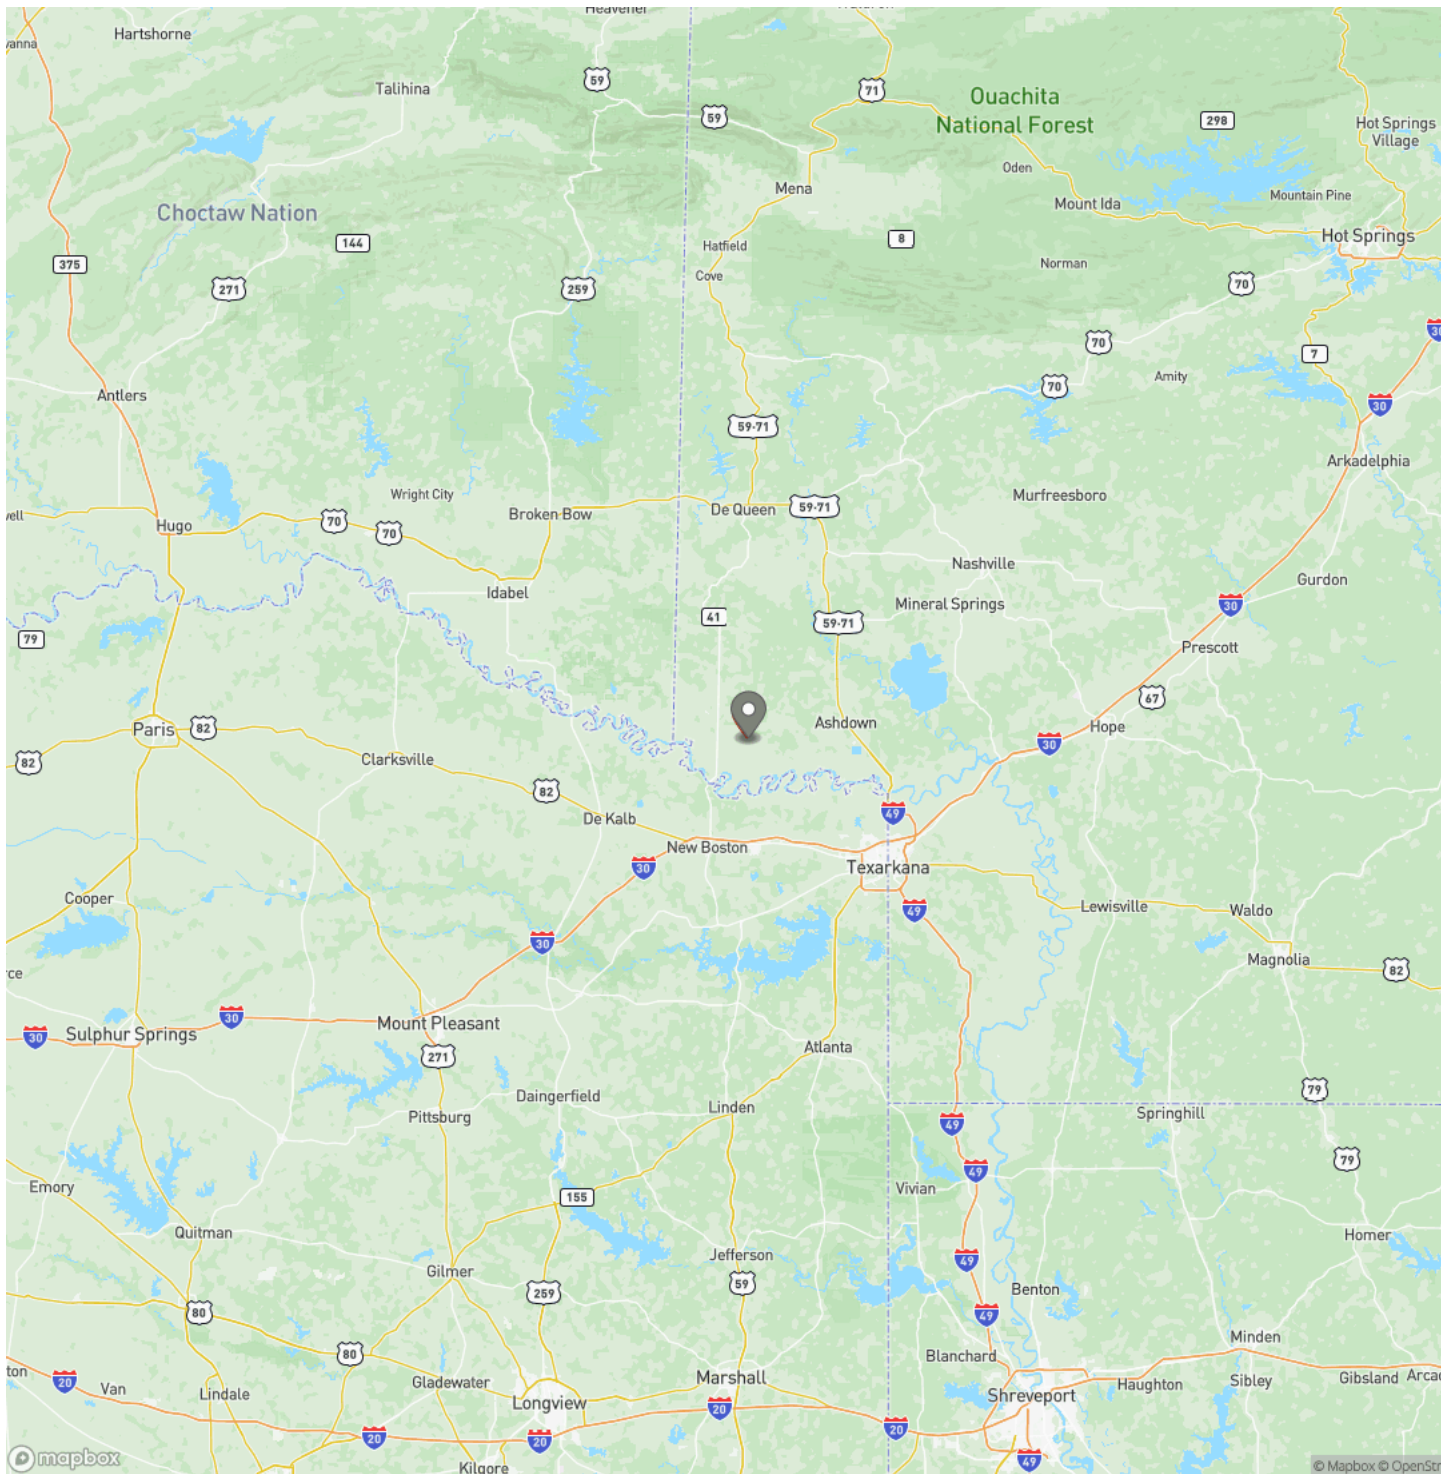 Heavener
Waldron
Hartshorne
vanna
59
Talihina
71
Ouachita
National Forest
59
298
Hot Springs
Village
Oden
Mena
Mountain Pine
Mount Ida
Choctaw Nation
144
Hatfield
8
Hot Springs
375
Cove
Norman
271
259
70
30
70
7
Amity
70
Antlers
30
59-71
Arkadelphia
Wright City
Murfreesboro
well
Hugo
70
70
Broken Bow
De Queen
59-71
Nashville
Gurdon
Idabel
Mineral Springs
30
41
59-71
79
Prescott
67
Paris
82
Ashdown
Hope
30
82
Clarksville
82
49
De Kalb
New Boston
30
Texarkana
Cooper
Lewisville
Waldo
49
30
Magnolia
rce
82
30
Mount Pleasant
30
Sulphur Springs
271
Atlanta
79
Daingerfield
Linden
Springhill
Pittsburg
49
79
49
Emory
Vivian
155
Quitman
Homer
Jefferson
49
Gilmer
59
259
Benton
80
49
Minden
80
Blanchard
ton
20
Van
Lindale
Gladewater
Marshall
Haughton
Sibley
Gibsland
Arcad
Longview
20
Shreveport
20
20
20
49
Kilgore
mapbox
© Mapbox © OpenStr